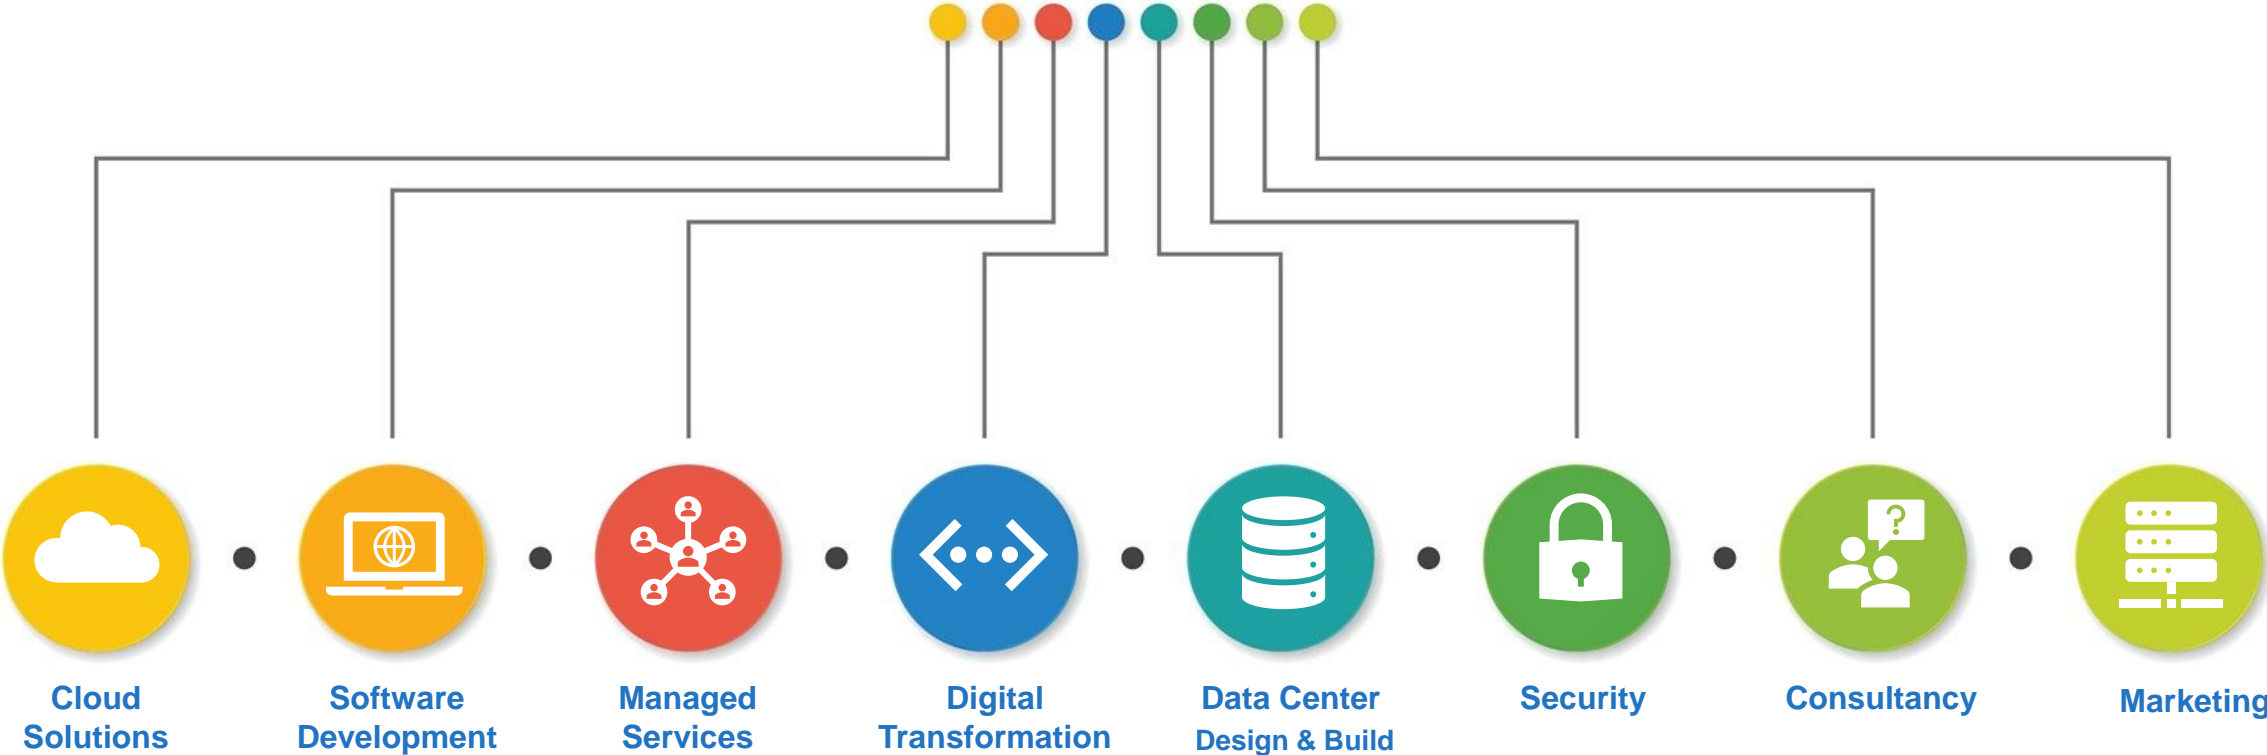 Cloud
Solutions
Software
Development
Managed
Services
Digital
Transformation
Data Center
Design & Build
Security
Consultancy
Marketing
?